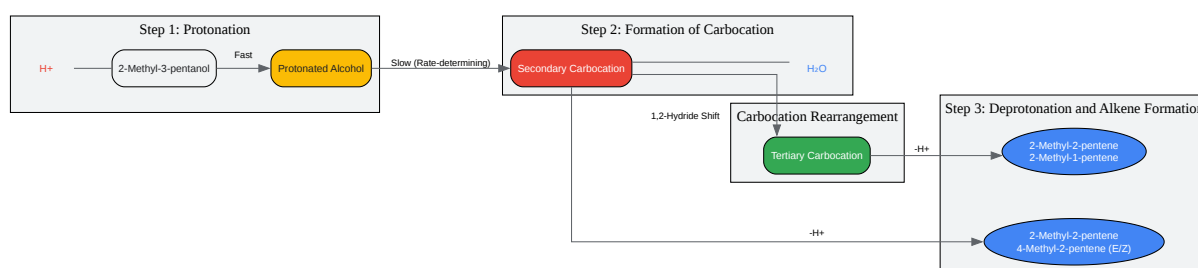 Step 1: Protonation
H+
2-Methyl-3-pentanol
Fast
Protonated Alcohol
Slow (Rate-determining)
Step 2: Formation of Carbocation
Secondary Carbocation
H₂O
1,2-Hydride Shift
Carbocation Rearrangement
Tertiary Carbocation
-H+
-H+
Step 3: Deprotonation and Alkene Formation
2-Methyl-2-pentene
2-Methyl-1-pentene
2-Methyl-2-pentene
4-Methyl-2-pentene (E/Z)